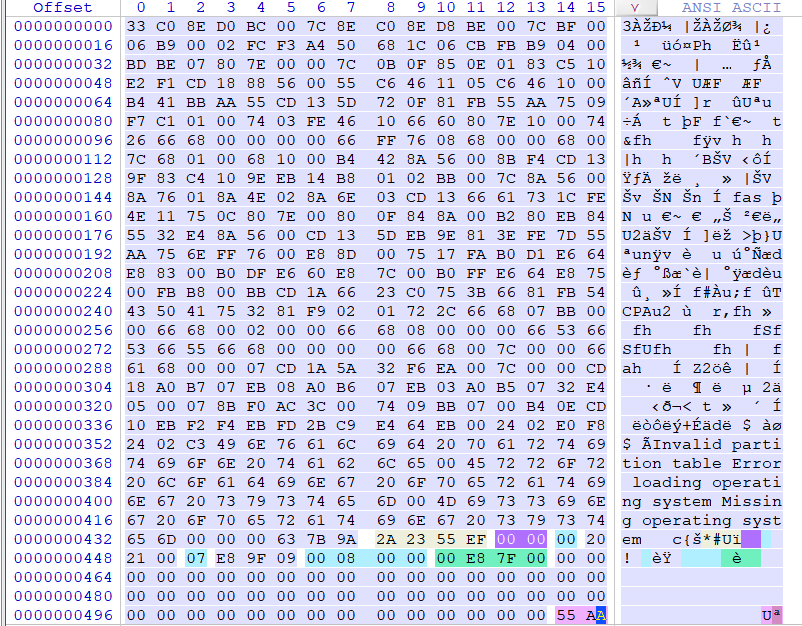 Offset 0 1 2 3 4 5 6 7 8 9 10 11 12 13 14 15 ANSI ASCII
0000000000 33 C0 8E D0 BC 00 7C 8E C0 8E D8 BE 00 7C BF 00 3ÀŽÐ¼ |ŽÀŽØ¾ |¿
0000000016 06 B9 00 02 FC F3 A4 50 68 1C 06 CB FB B9 04 00 ¹ üó¤Ph Ëû¹
0000000032 BD BE 07 80 7E 00 00 7C 0B 0F 85 0E 01 83 C5 10 ½¾ €~ | … ƒÅ
0000000048 E2 F1 CD 18 88 56 00 55 C6 46 11 05 C6 46 10 00 âñÍ ˆV UÆF ÆF
0000000064 B4 41 BB AA 55 CD 13 5D 72 0F 81 FB 55 AA 75 09 ´A»ªUÍ ]r ûUªu
0000000080 F7 C1 01 00 74 03 FE 46 10 66 60 80 7E 10 00 74 ÷Á t þF f`€~ t
0000000096 26 66 68 00 00 00 00 66 FF 76 08 68 00 00 68 00 &fh fÿv h h
0000000112 7C 68 01 00 68 10 00 B4 42 8A 56 00 8B F4 CD 13 |h h ´BŠV ‹ôÍ
0000000128 9F 83 C4 10 9E EB 14 B8 01 02 BB 00 7C 8A 56 00 ŸƒÄ žë ¸ » |ŠV
0000000144 8A 76 01 8A 4E 02 8A 6E 03 CD 13 66 61 73 1C FE Šv ŠN Šn Í fas þ
0000000160 4E 11 75 0C 80 7E 00 80 0F 84 8A 00 B2 80 EB 84 N u €~ € „Š ²€ë„
0000000176 55 32 E4 8A 56 00 CD 13 5D EB 9E 81 3E FE 7D 55 U2äŠV Í ]ëž >þ}U
0000000192 AA 75 6E FF 76 00 E8 8D 00 75 17 FA B0 D1 E6 64 ªunÿv è u ú°Ñæd
0000000208 E8 83 00 B0 DF E6 60 E8 7C 00 B0 FF E6 64 E8 75 èƒ °ßæ`è| °ÿædèu
0000000224 00 FB B8 00 BB CD 1A 66 23 C0 75 3B 66 81 FB 54 û¸ »Í f#Àu;f ûT
0000000240 43 50 41 75 32 81 F9 02 01 72 2C 66 68 07 BB 00 CPAu2 ù r,fh »
0000000256 00 66 68 00 02 00 00 66 68 08 00 00 00 66 53 66 fh fh fSf
0000000272 53 66 55 66 68 00 00 00 00 66 68 00 7C 00 00 66 SfUfh fh | f
0000000288 61 68 00 00 07 CD 1A 5A 32 F6 EA 00 7C 00 00 CD ah Í Z2öê | Í
0000000304 18 A0 B7 07 EB 08 A0 B6 07 EB 03 A0 B5 07 32 E4 · ë ¶ ë µ 2ä
0000000320 05 00 07 8B F0 AC 3C 00 74 09 BB 07 00 B4 0E CD ‹ð¬< t » ´ Í
0000000336 10 EB F2 F4 EB FD 2B C9 E4 64 EB 00 24 02 E0 F8 ëòôëý+Éädë $ àø
0000000352 24 02 C3 49 6E 76 61 6C 69 64 20 70 61 72 74 69 $ ÃInvalid parti
0000000368 74 69 6F 6E 20 74 61 62 6C 65 00 45 72 72 6F 72 tion table Error
0000000384 20 6C 6F 61 64 69 6E 67 20 6F 70 65 72 61 74 69 loading operati
0000000400 6E 67 20 73 79 73 74 65 6D 00 4D 69 73 73 69 6E ng system Missin
0000000416 67 20 6F 70 65 72 61 74 69 6E 67 20 73 79 73 74 g operating syst
0000000432 65 6D 00 00 00 63 7B 9A 2A 23 55 EF 00 00 00 20 em c{š*#Uï
0000000448 21 00 07 E8 9F 09 00 08 00 00 00 E8 7F 00 00 00 ! èŸ è
0000000464 00 00 00 00 00 00 00 00 00 00 00 00 00 00 00 00
0000000480 00 00 00 00 00 00 00 00 00 00 00 00 00 00 00 00
0000000496 00 00 00 00 00 00 00 00 00 00 00 00 00 00 55 AA Uª